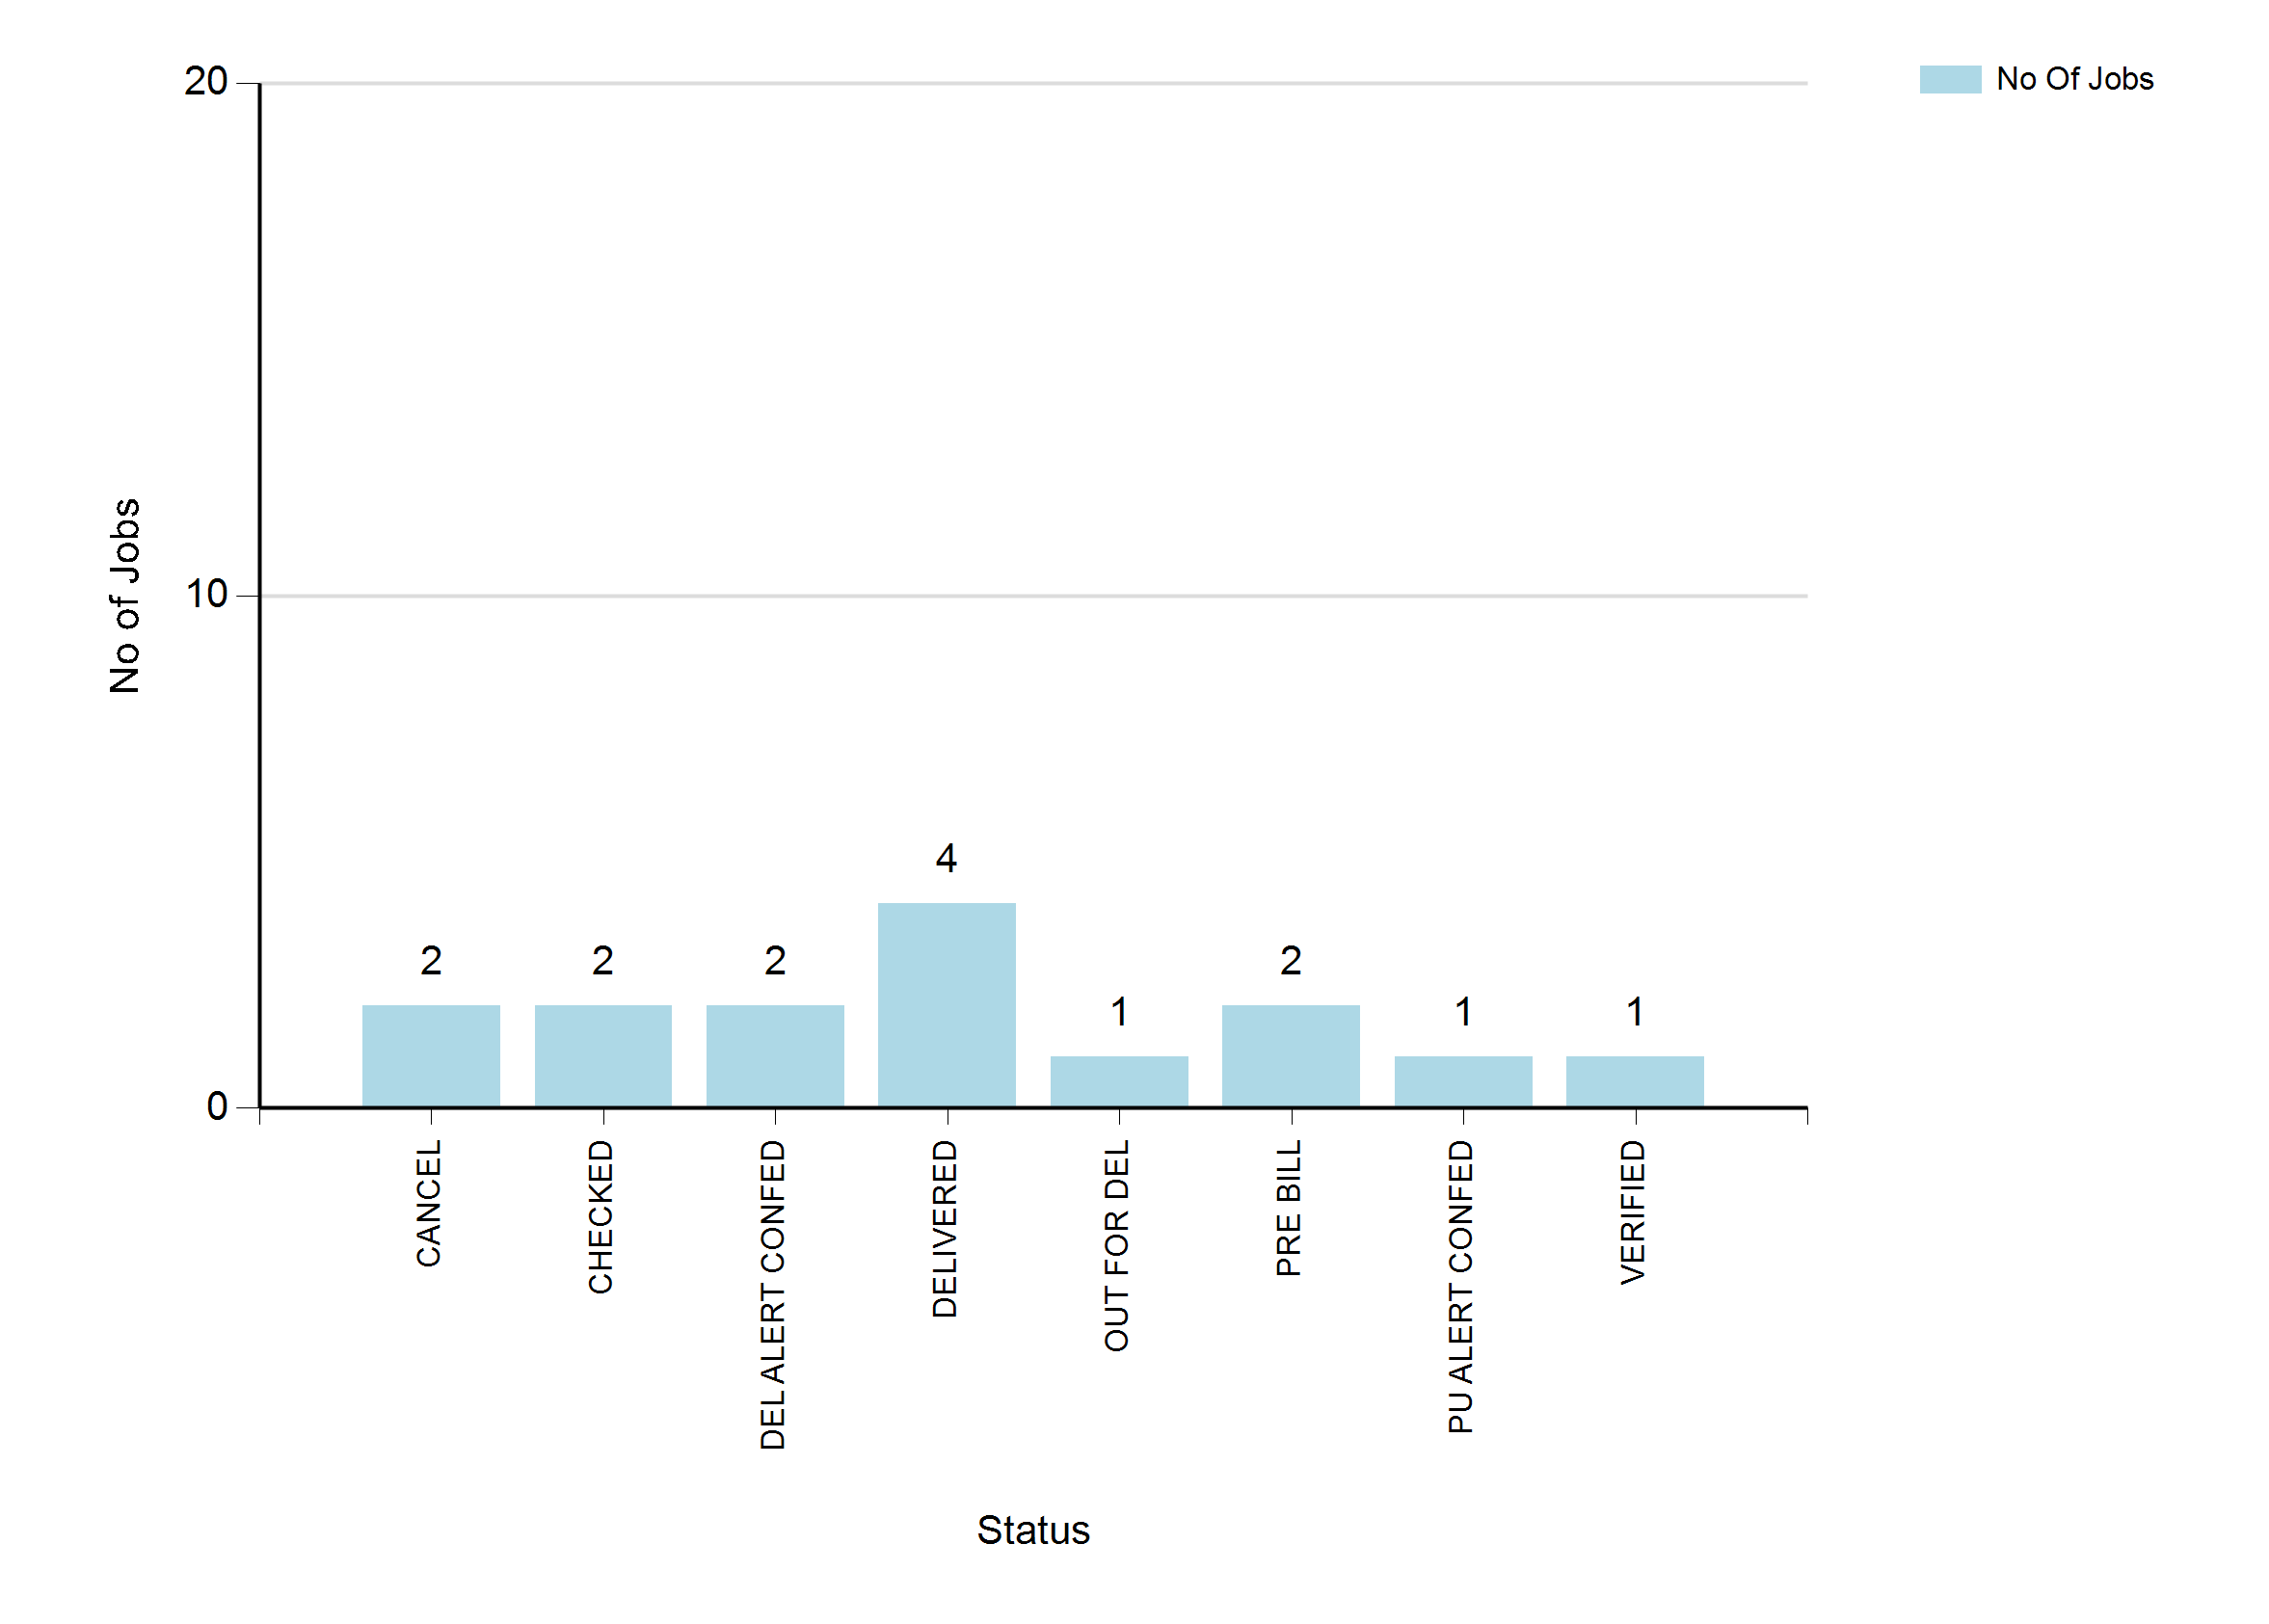 20
No Of Jobs
10
No of Jobs
4
2
2
2
2
1
1
1
0
CANCEL
CHECKED
DEL ALERT CONFED
DELIVERED
OUT FOR DEL
PRE BILL
PU ALERT CONFED
VERIFIED
Status